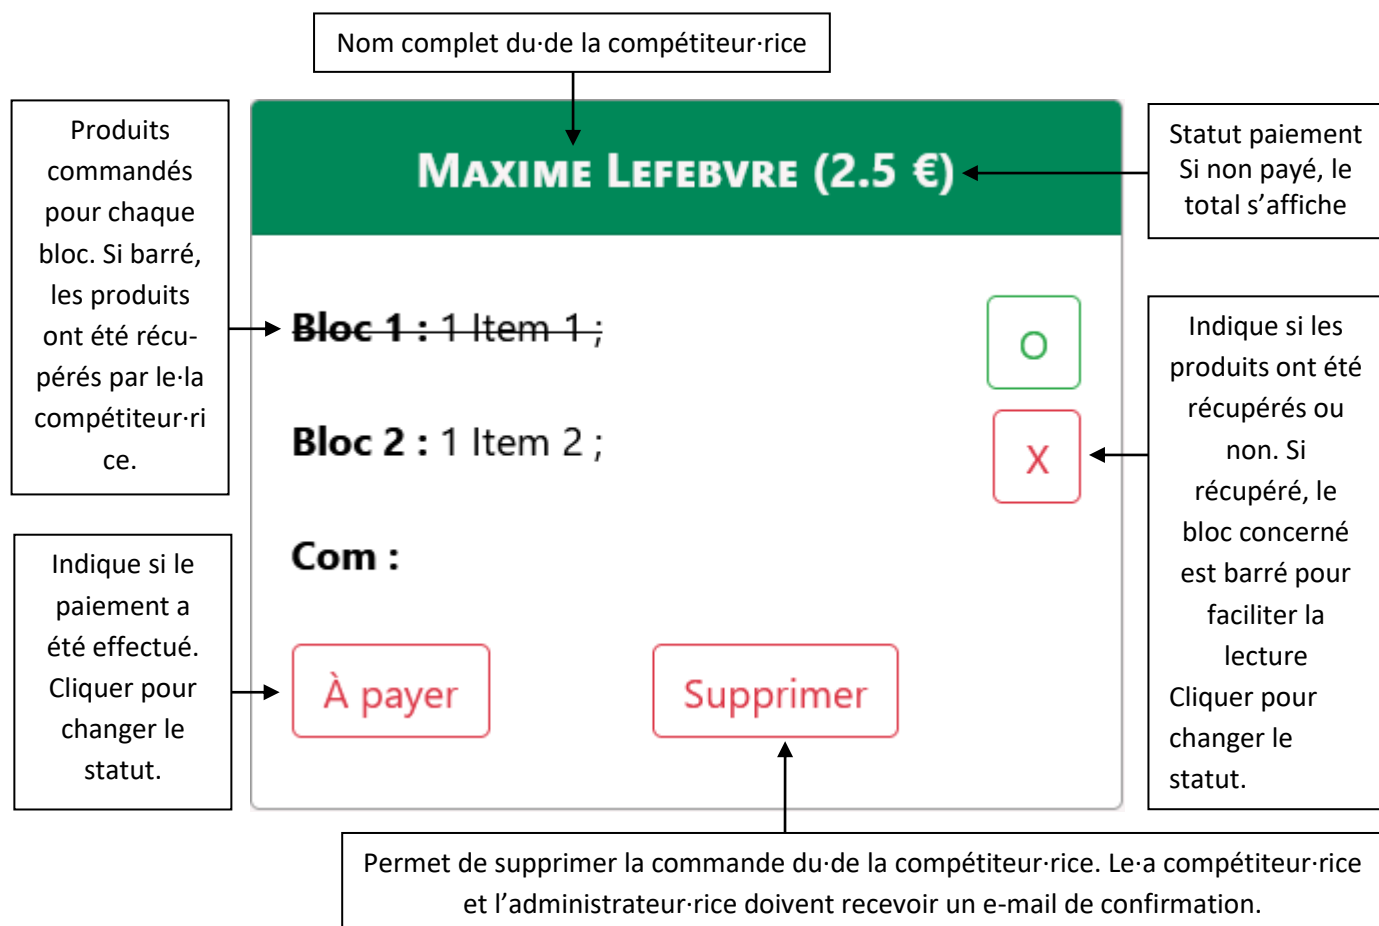 Nom complet du·de la compétiteur·rice
Produits
commandés
pour chaque
bloc. Si barré,
les produits
ont été récu-
pérés par le·la
compétiteur·ri
ce.
MAXIME LEFEBVRE (2.5 €)
Statut paiement
Si non payé, le
total s’affiche
Bloc 1 : 1 Item 1 ;
O
Bloc 2 : 1 Item 2 ;
X
Indique si les
produits ont été
récupérés ou
non. Si
récupéré, le
bloc concerné
est barré pour
faciliter la
lecture
Cliquer pour
changer le
statut.
Com :
Indique si le
paiement a
été effectué.
Cliquer pour
changer le
statut.
À payer
Supprimer
Permet de supprimer la commande du·de la compétiteur·rice. Le·a compétiteur·rice
et l’administrateur·rice doivent recevoir un e-mail de confirmation.